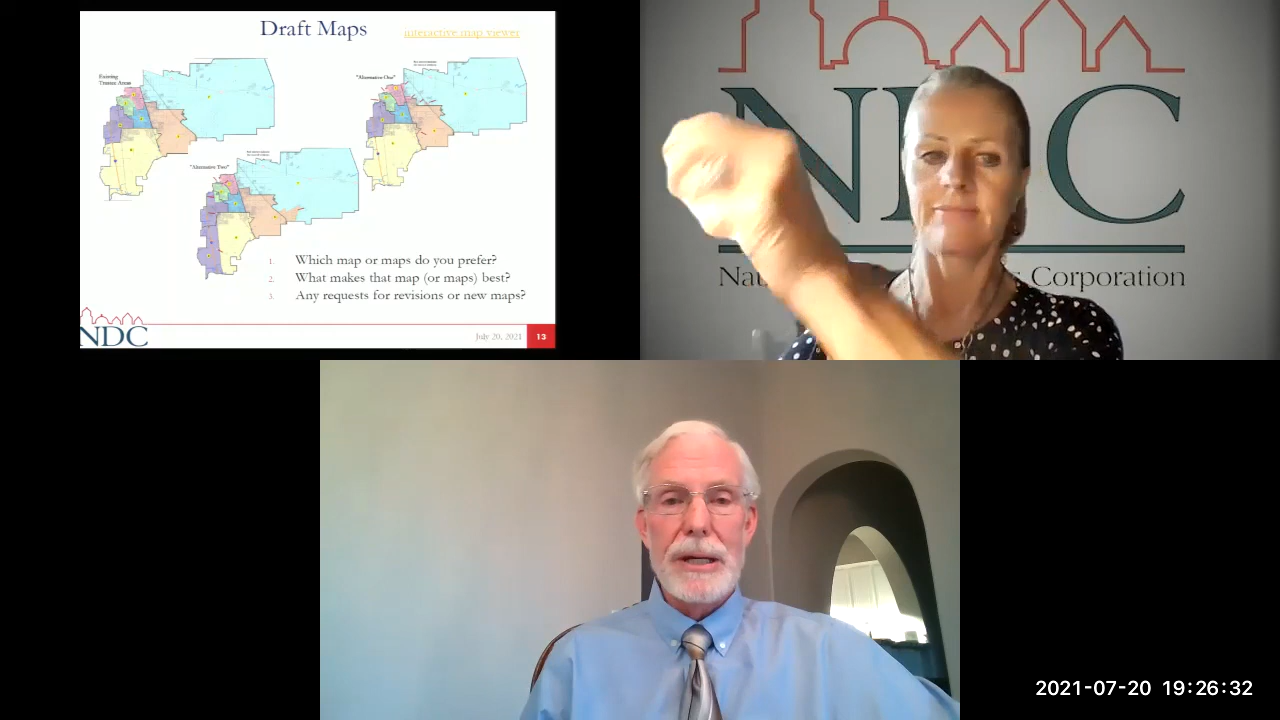 Draft Maps
interactive map viewer
Existing
Trustee Areas
"Alternative One"
"Alternative Two"
1. Which map or maps do you prefer?
2. What makes that map (or maps) best?
3. Any requests for revisions or new maps?
NDC
July 20, 2021
13
NDC
Corporation
2021-07-20 19:26:32